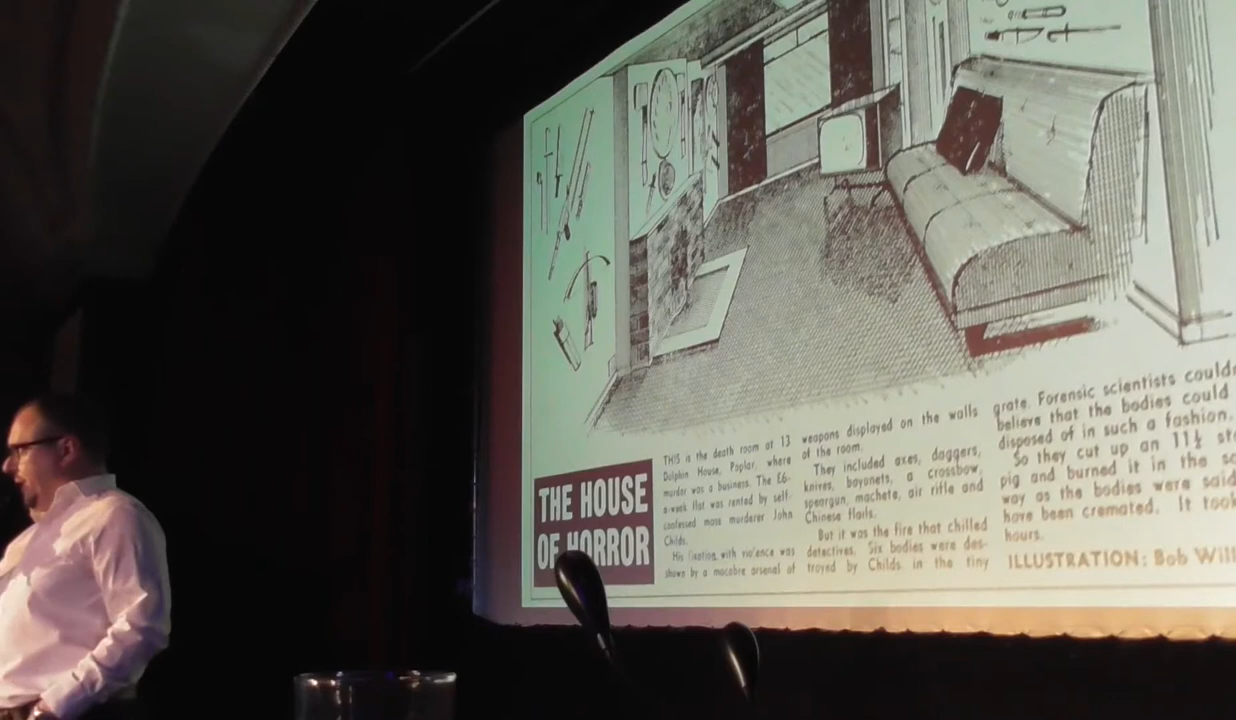 THE HOUSE
OF HORROR
THIS is the death room at 13
Dolphin House, Poplar, where
murder was a business. The £6-
a-week flat was rented by self-
confessed mass murderer John
Childs.
His fixation with violence was
shown by a macabre arsenal of
weapons displayed on the walls
of the room.
They included axes, daggers,
knives, bayonets, a crossbow,
speargun, machete, air rifle and
Chinese flails.
But it was the fire that chilled
detectives. Six bodies were des-
troyed by Childs in the tiny
grate. Forensic scientists
believe that the bodies could
disposed of in such a fashion.
So they cut up an 11½
pig and burned it in the
way as the bodies were said
have been cremated. It took
hours.
ILLUSTRATION: Bob